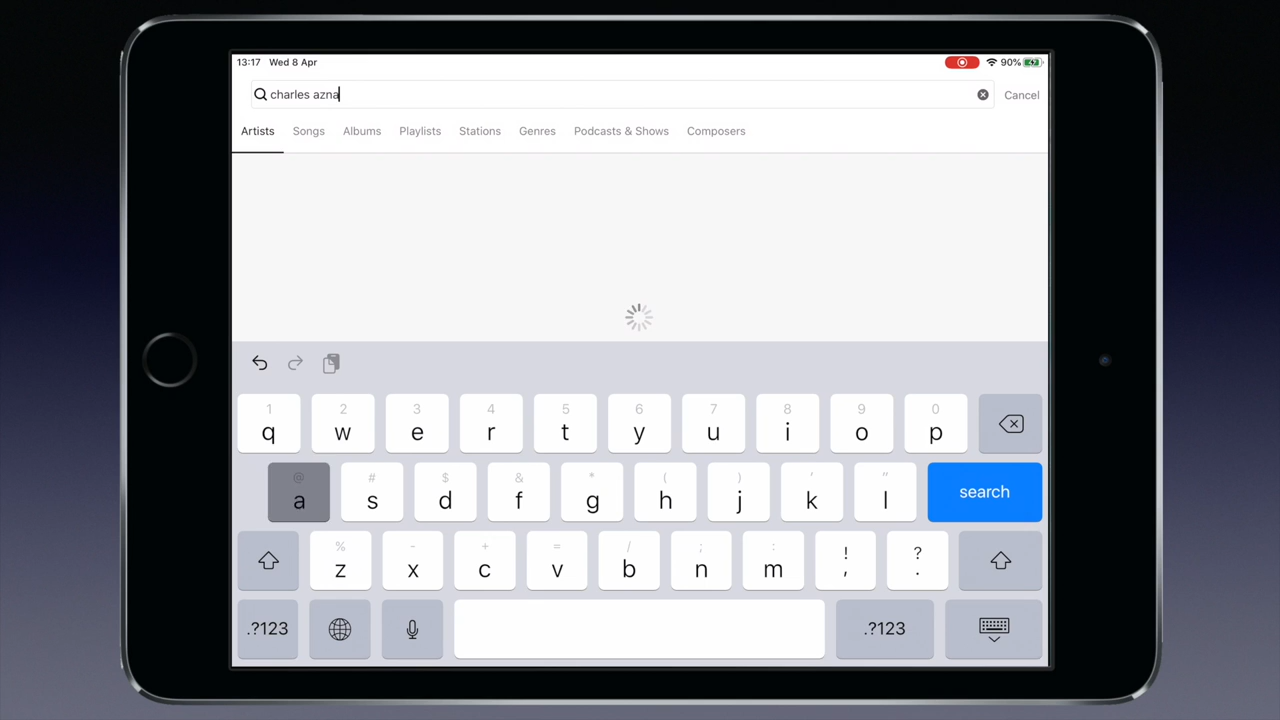 13:17 Wed 8 Apr 90%
charles azna Cancel
Artists Songs Albums Playlists Stations Genres Podcasts & Shows Composers
1 2 3 4 5 6 7 8 9 0
q w e r t y u i o p
@ # $ & * ( ) ' "
a s d f g h j k l search
% - + = / ; : ! ?
z x c v b n m , .
.?123 .?123